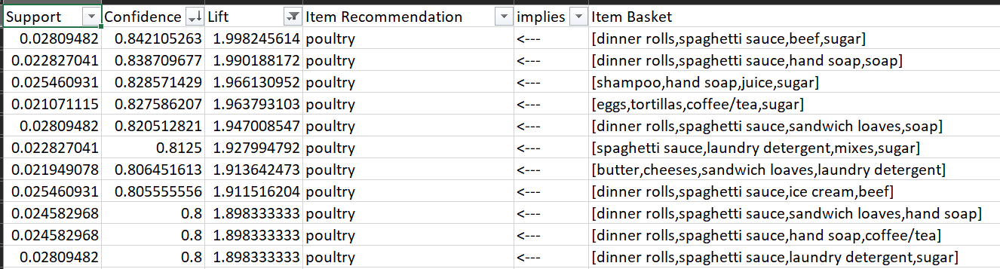 Support Confidence Lift Item Recommendation implies Item Basket
0.02809482 0.842105263 1.998245614 poultry <--- [dinner rolls,spaghetti sauce,beef,sugar]
0.022827041 0.838709677 1.990188172 poultry <--- [dinner rolls,spaghetti sauce,hand soap,soap]
0.025460931 0.828571429 1.966130952 poultry <--- [shampoo,hand soap,juice,sugar]
0.021071115 0.827586207 1.963793103 poultry <--- [eggs,tortillas,coffee/tea,sugar]
0.02809482 0.820512821 1.947008547 poultry <--- [dinner rolls,spaghetti sauce,sandwich loaves,soap]
0.022827041 0.8125 1.927994792 poultry <--- [spaghetti sauce,laundry detergent,mixes,sugar]
0.021949078 0.806451613 1.913642473 poultry <--- [butter,cheeses,sandwich loaves,laundry detergent]
0.025460931 0.805555556 1.911516204 poultry <--- [dinner rolls,spaghetti sauce,ice cream,beef]
0.024582968 0.8 1.898333333 poultry <--- [dinner rolls,spaghetti sauce,sandwich loaves,hand soap]
0.024582968 0.8 1.898333333 poultry <--- [dinner rolls,spaghetti sauce,hand soap,coffee/tea]
0.02809482 0.8 1.898333333 poultry <--- [dinner rolls,spaghetti sauce,laundry detergent,sugar]